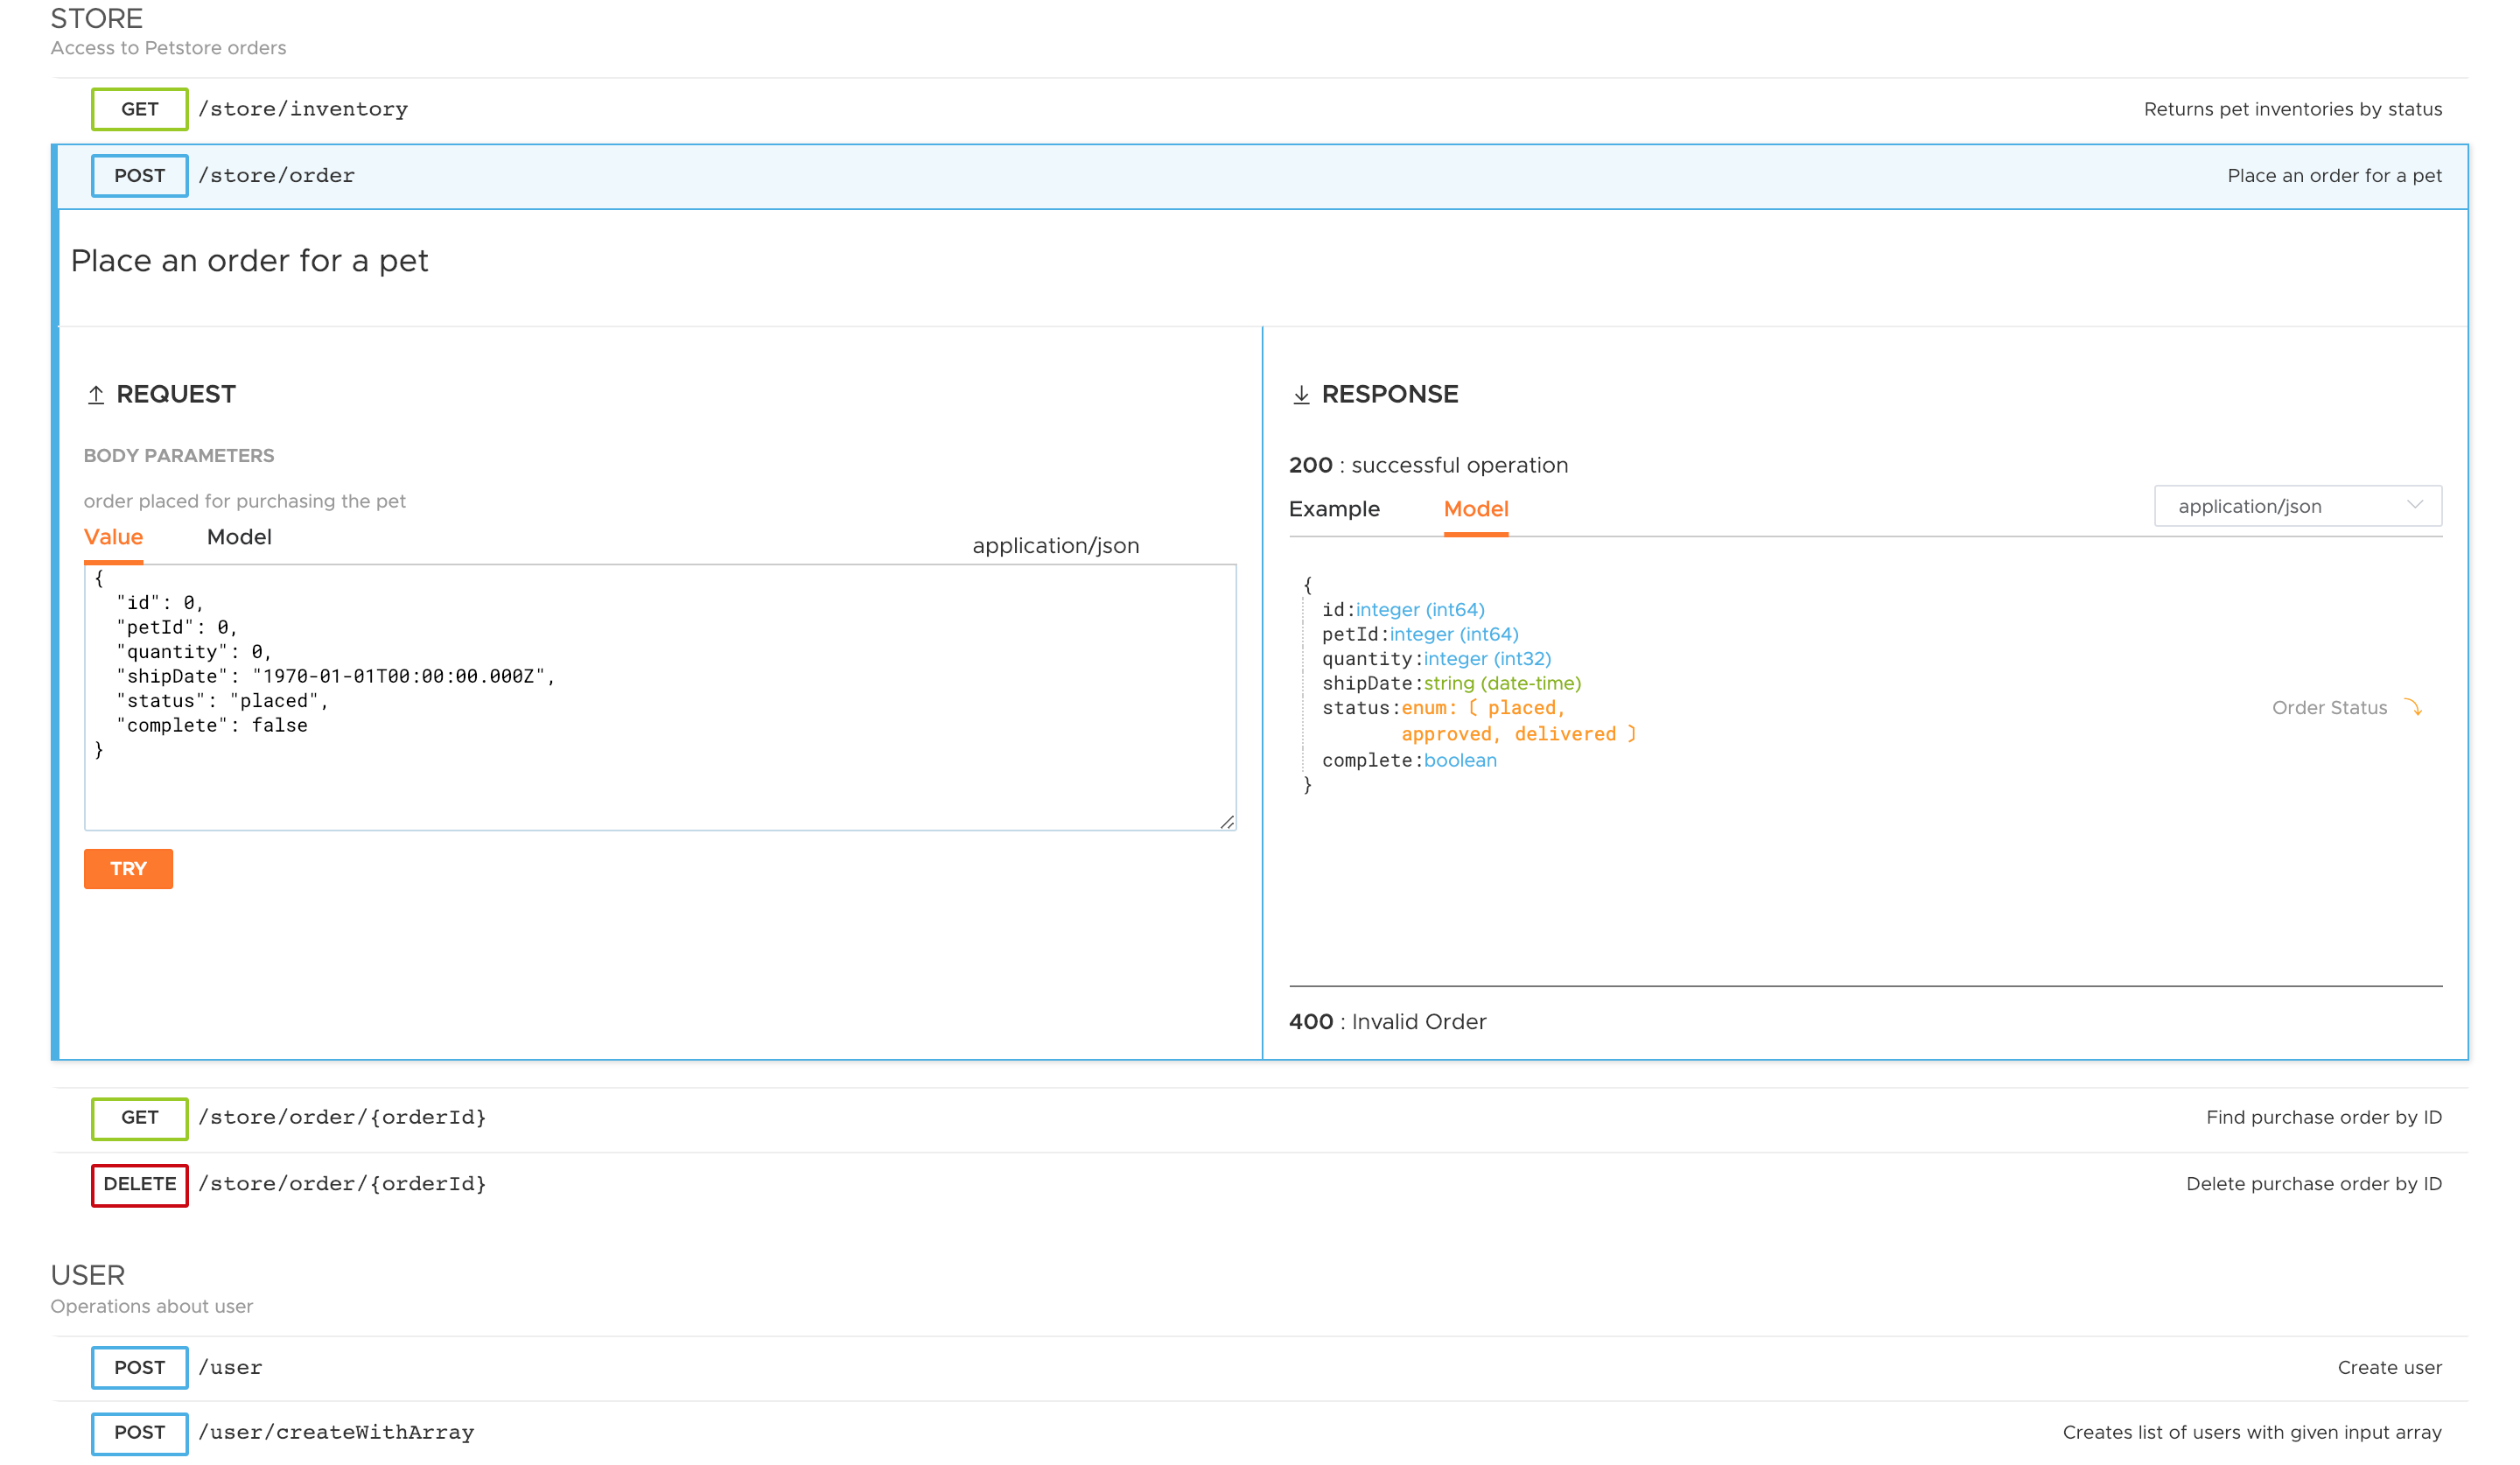 STORE
Access to Petstore orders
GET /store/inventory Returns pet inventories by status
POST /store/order Place an order for a pet
Place an order for a pet
REQUEST
BODY PARAMETERS
order placed for purchasing the pet
Value Model application/json
{
"id": 0,
"petId": 0,
"quantity": 0,
"shipDate": "1970-01-01T00:00:00.000Z",
"status": "placed",
"complete": false
}
TRY
RESPONSE
200 : successful operation
Example Model application/json
{
id:integer (int64)
petId:integer (int64)
quantity:integer (int32)
shipDate:string (date-time)
status:enum: [ placed, Order Status
approved, delivered ]
complete:boolean
}
400 : Invalid Order
GET /store/order/{orderId} Find purchase order by ID
DELETE /store/order/{orderId} Delete purchase order by ID
USER
Operations about user
POST /user Create user
POST /user/createWithArray Creates list of users with given input array